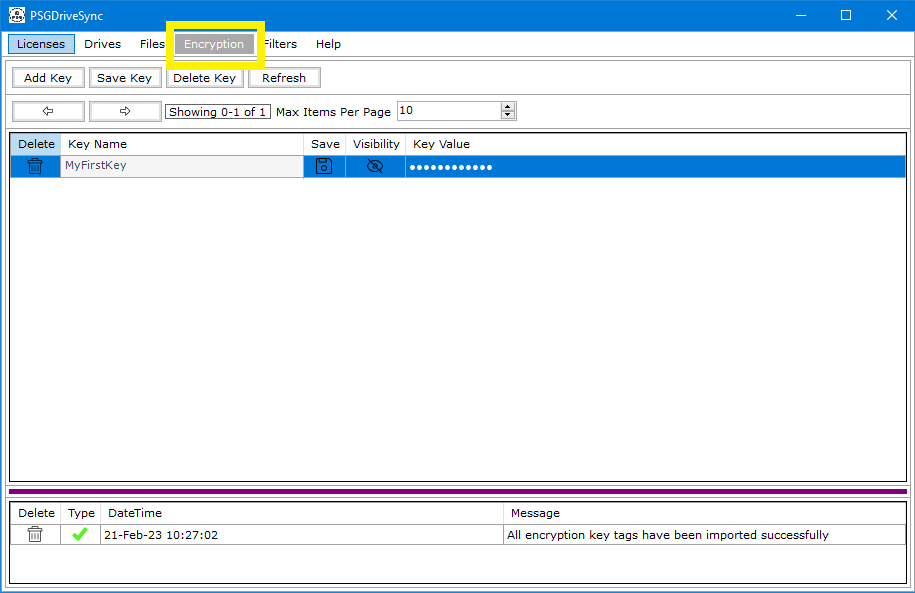 PSGDriveSync
Licenses Drives Files Encryption Filters Help
Add Key Save Key Delete Key Refresh
Showing 0-1 of 1 Max Items Per Page 10
Delete Key Name Save Visibility Key Value
MyFirstKey ●●●●●●●●●●●●
Delete Type DateTime Message
21-Feb-23 10:27:02 All encryption key tags have been imported successfully